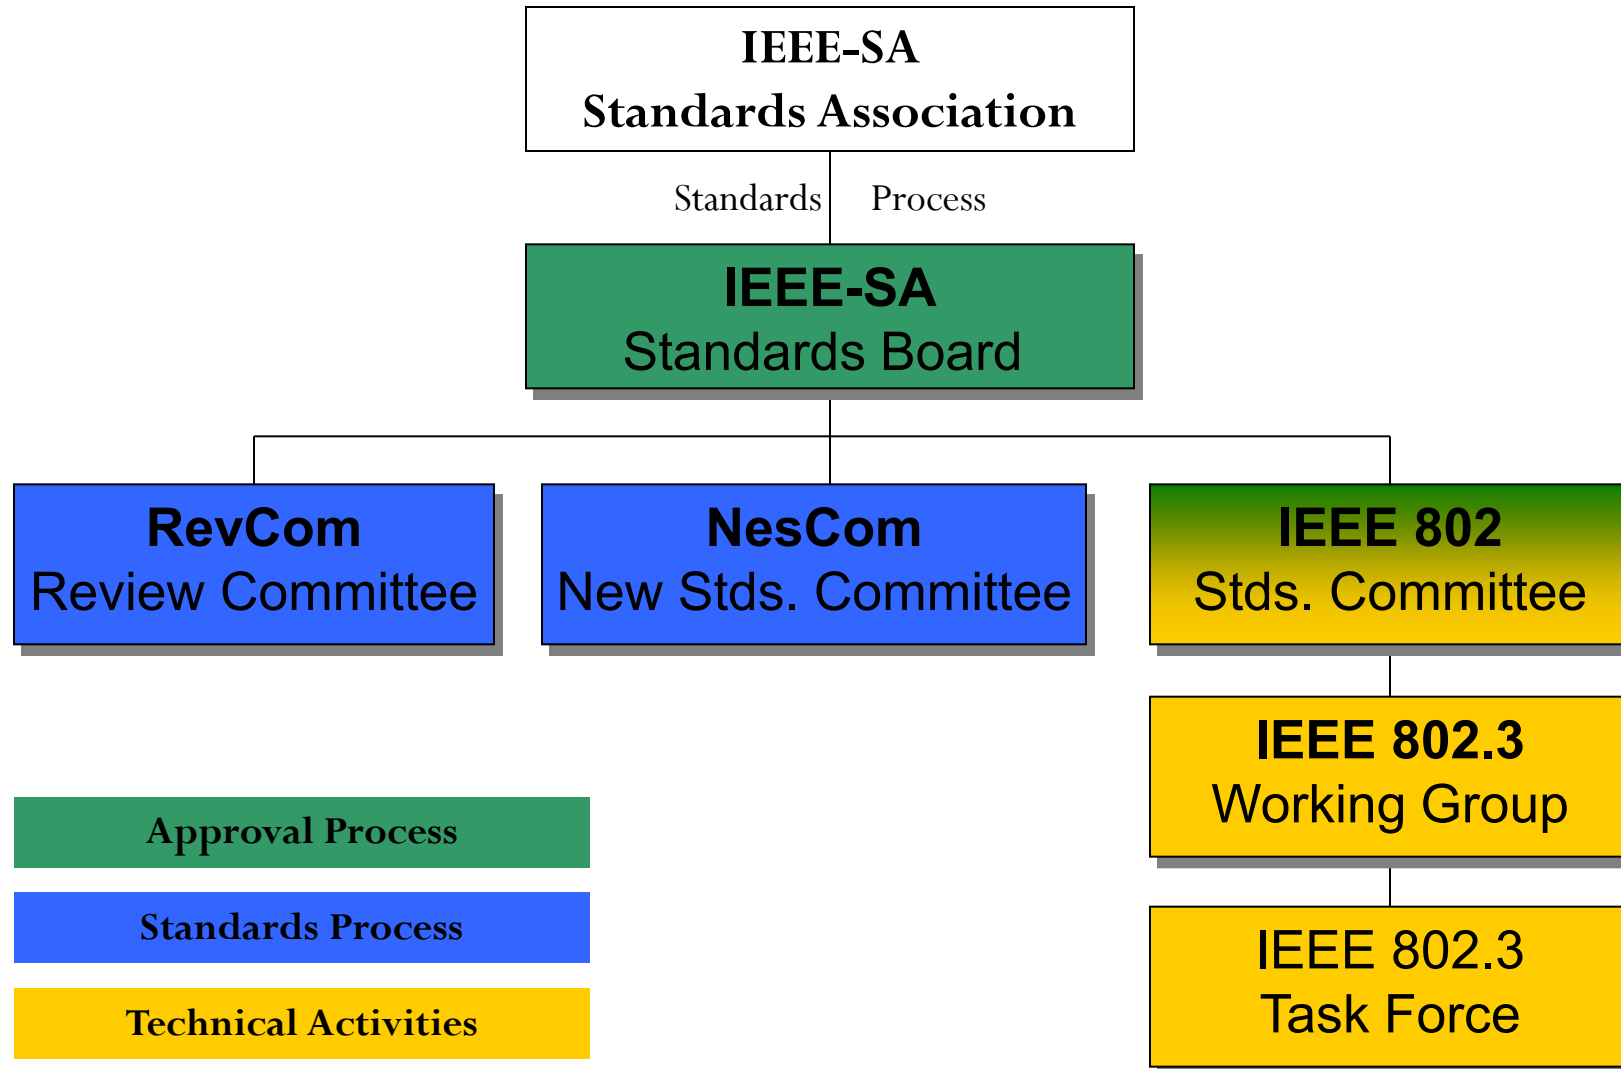 IEEE-SA
Standards Association
Standards Process
IEEE-SA
Standards Board
RevCom
Review Committee
NesCom
New Stds. Committee
IEEE 802
Stds. Committee
IEEE 802.3
Working Group
IEEE 802.3
Task Force
Approval Process
Standards Process
Technical Activities